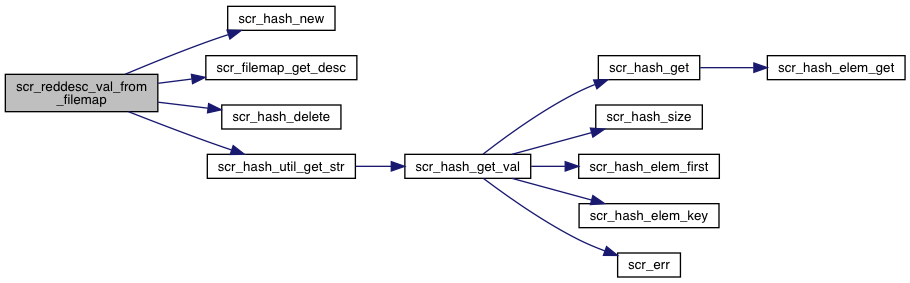 scr_reddesc_val_from
_filemap
scr_hash_new
scr_filemap_get_desc
scr_hash_delete
scr_hash_util_get_str
scr_hash_get_val
scr_hash_get
scr_hash_size
scr_hash_elem_first
scr_hash_elem_key
scr_err
scr_hash_elem_get